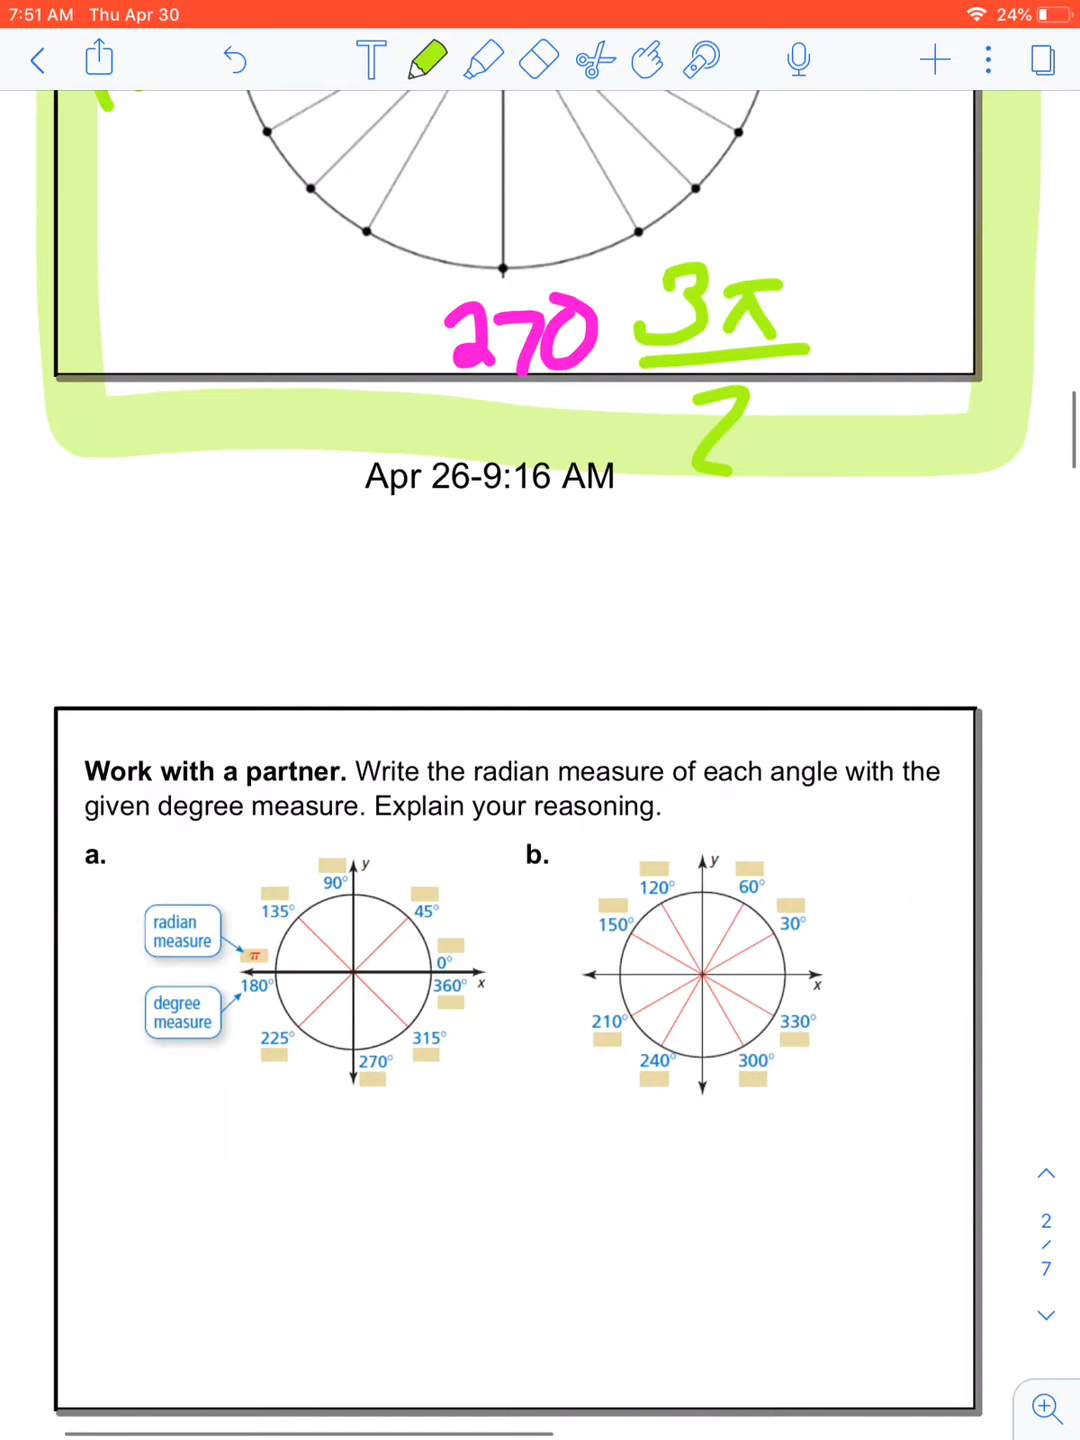 7:51 AM Thu Apr 30
24%
T
270 3π
2
Apr 26-9:16 AM
Work with a partner. Write the radian measure of each angle with the
given degree measure. Explain your reasoning.
a.
y
90°
135°
45°
radian
measure
π
0°
180°
360° x
degree
measure
225°
315°
270°
b.
y
120°
60°
150°
30°
x
210°
330°
240°
300°
2
/
7